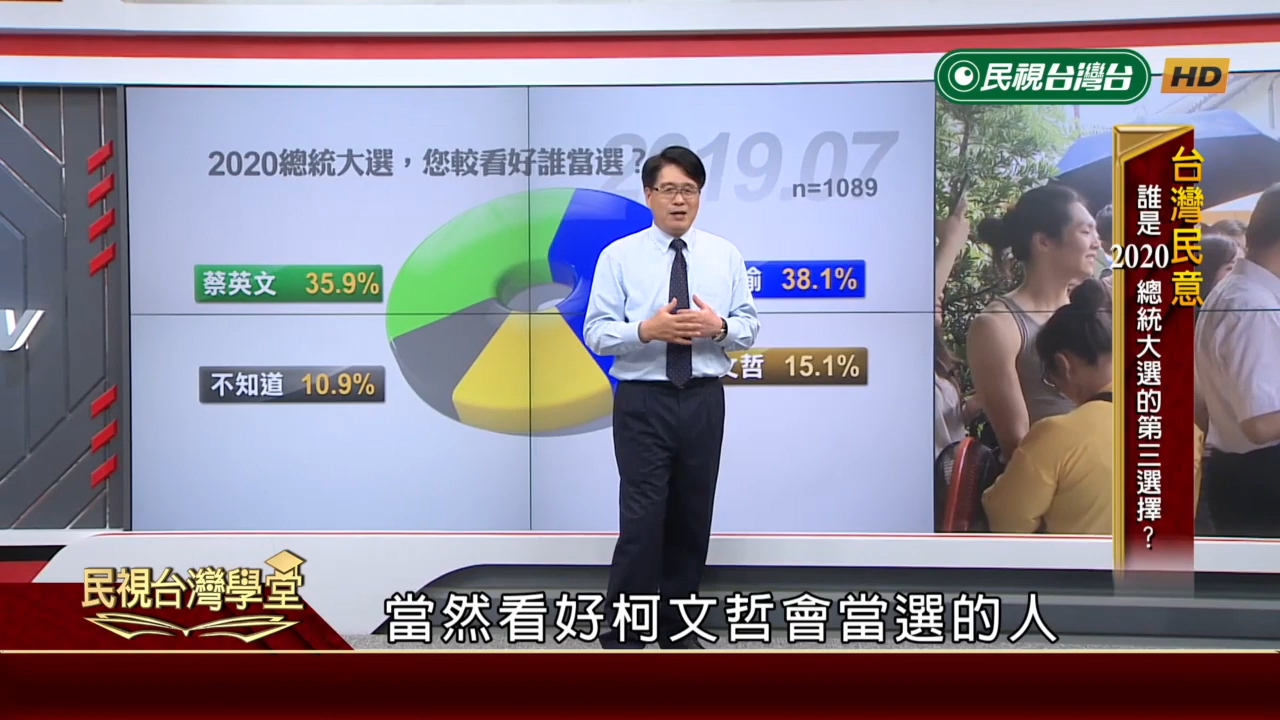 民視台灣台
HD
2019.07
2020總統大選，您較看好誰當選？
n=1089
蔡英文 35.9%
瑜 38.1%
不知道 10.9%
文哲 15.1%
台灣民意
誰是2020總統大選的第三選擇？
民視台灣學堂
當然看好柯文哲會當選的人